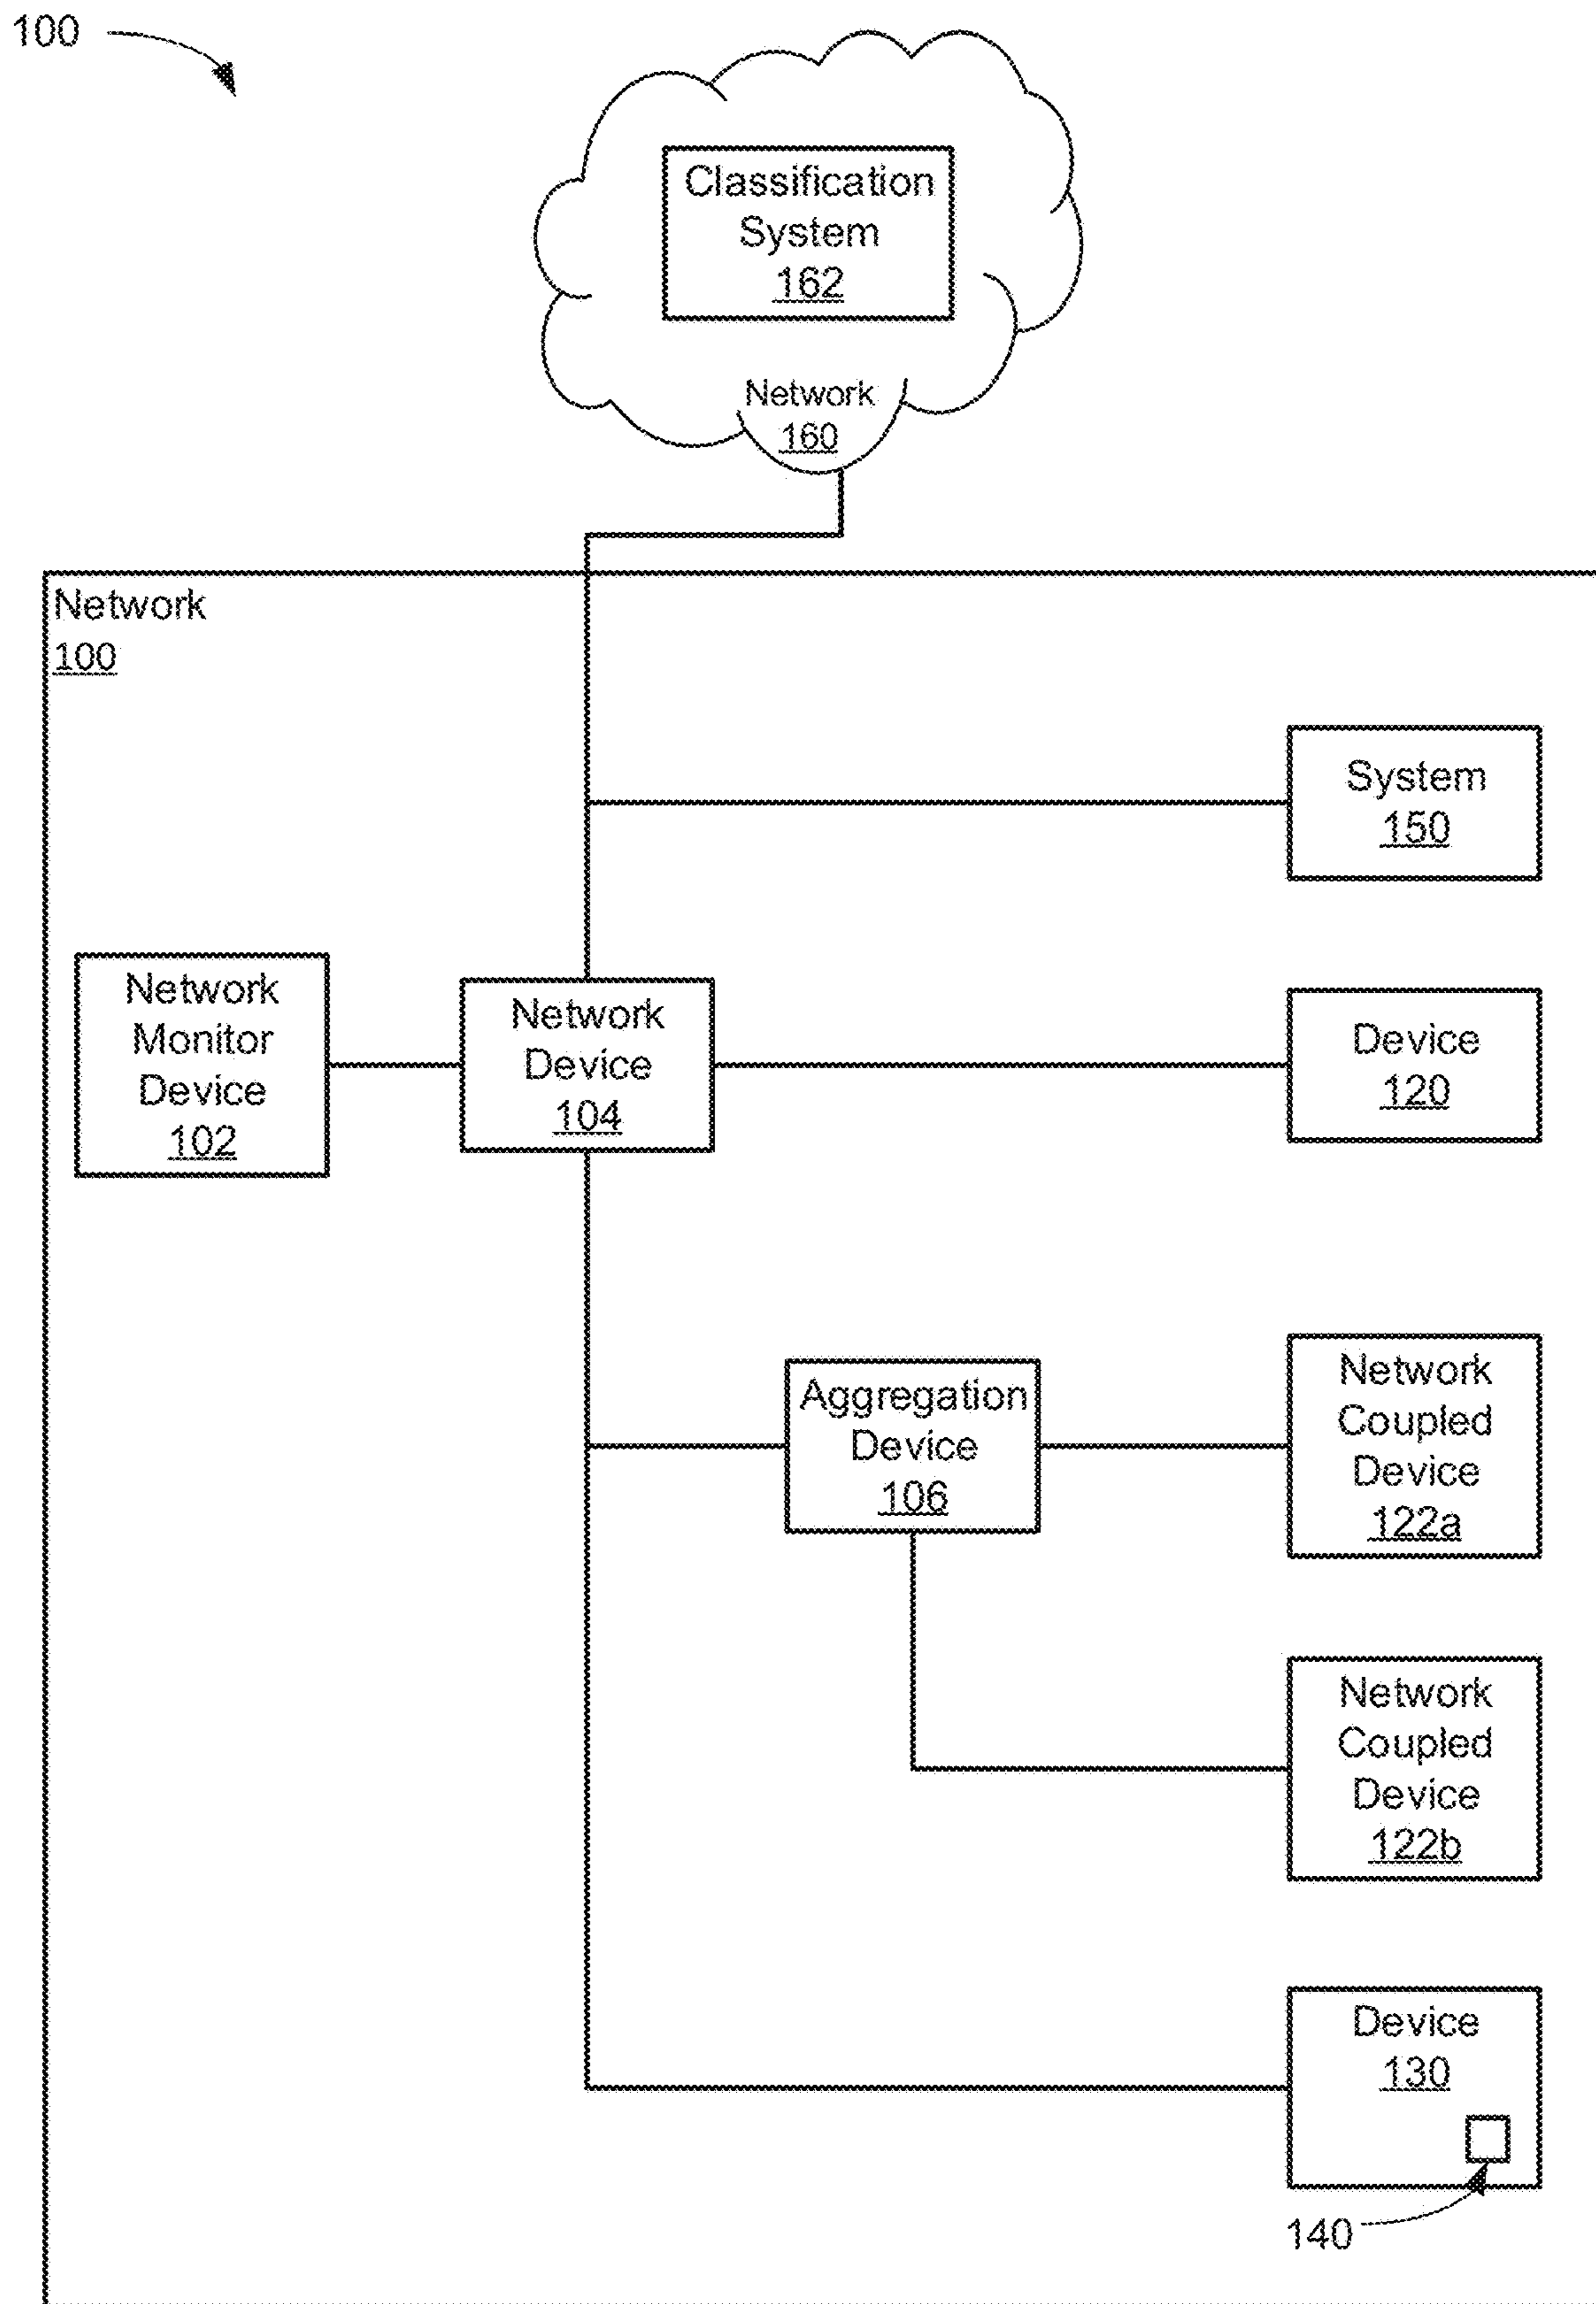 100
Classification
System
162
Network
160
Network
100
System
150
Network
Monitor
Device
102
Network
Device
104
Device
120
Aggregation
Device
106
Network
Coupled
Device
122a
Network
Coupled
Device
122b
Device
130
140